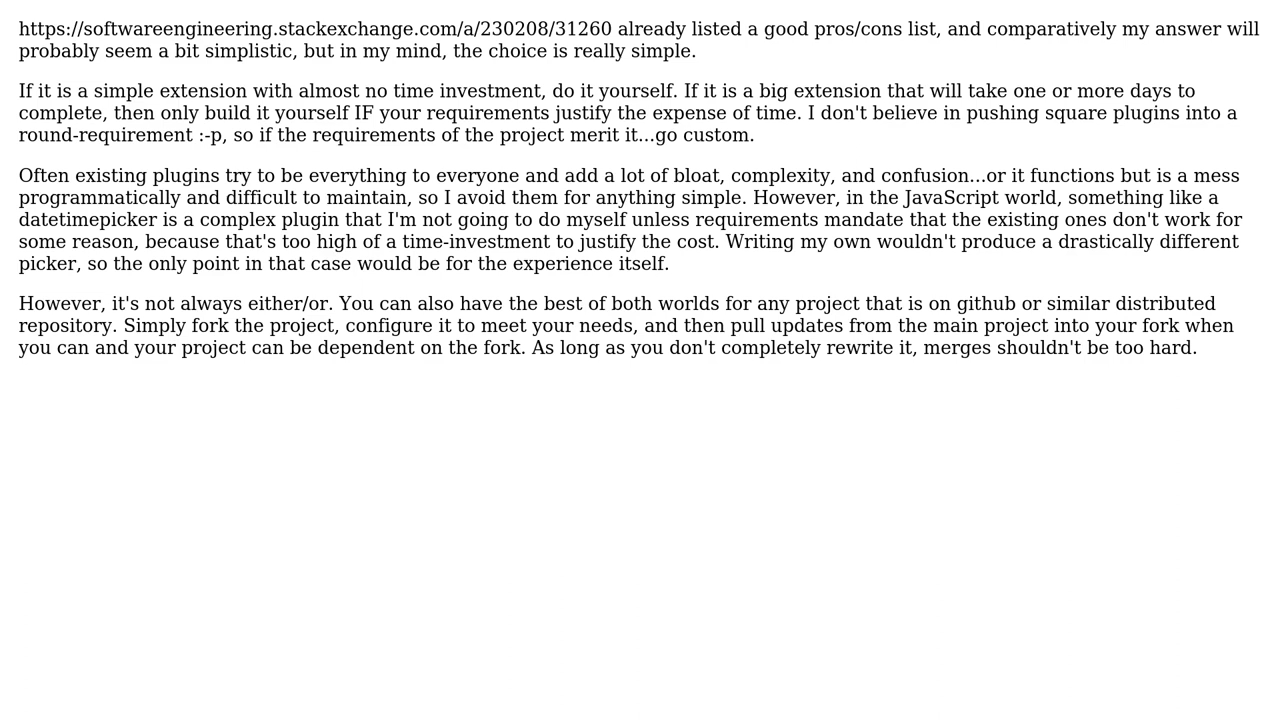 https://softwareengineering.stackexchange.com/a/230208/31260 already listed a good pros/cons list, and comparatively my answer will
probably seem a bit simplistic, but in my mind, the choice is really simple.
If it is a simple extension with almost no time investment, do it yourself. If it is a big extension that will take one or more days to
complete, then only build it yourself IF your requirements justify the expense of time. I don't believe in pushing square plugins into a
round-requirement :-p, so if the requirements of the project merit it...go custom.
Often existing plugins try to be everything to everyone and add a lot of bloat, complexity, and confusion...or it functions but is a mess
programmatically and difficult to maintain, so I avoid them for anything simple. However, in the JavaScript world, something like a
datetimepicker is a complex plugin that I'm not going to do myself unless requirements mandate that the existing ones don't work for
some reason, because that's too high of a time-investment to justify the cost. Writing my own wouldn't produce a drastically different
picker, so the only point in that case would be for the experience itself.
However, it's not always either/or. You can also have the best of both worlds for any project that is on github or similar distributed
repository. Simply fork the project, configure it to meet your needs, and then pull updates from the main project into your fork when
you can and your project can be dependent on the fork. As long as you don't completely rewrite it, merges shouldn't be too hard.